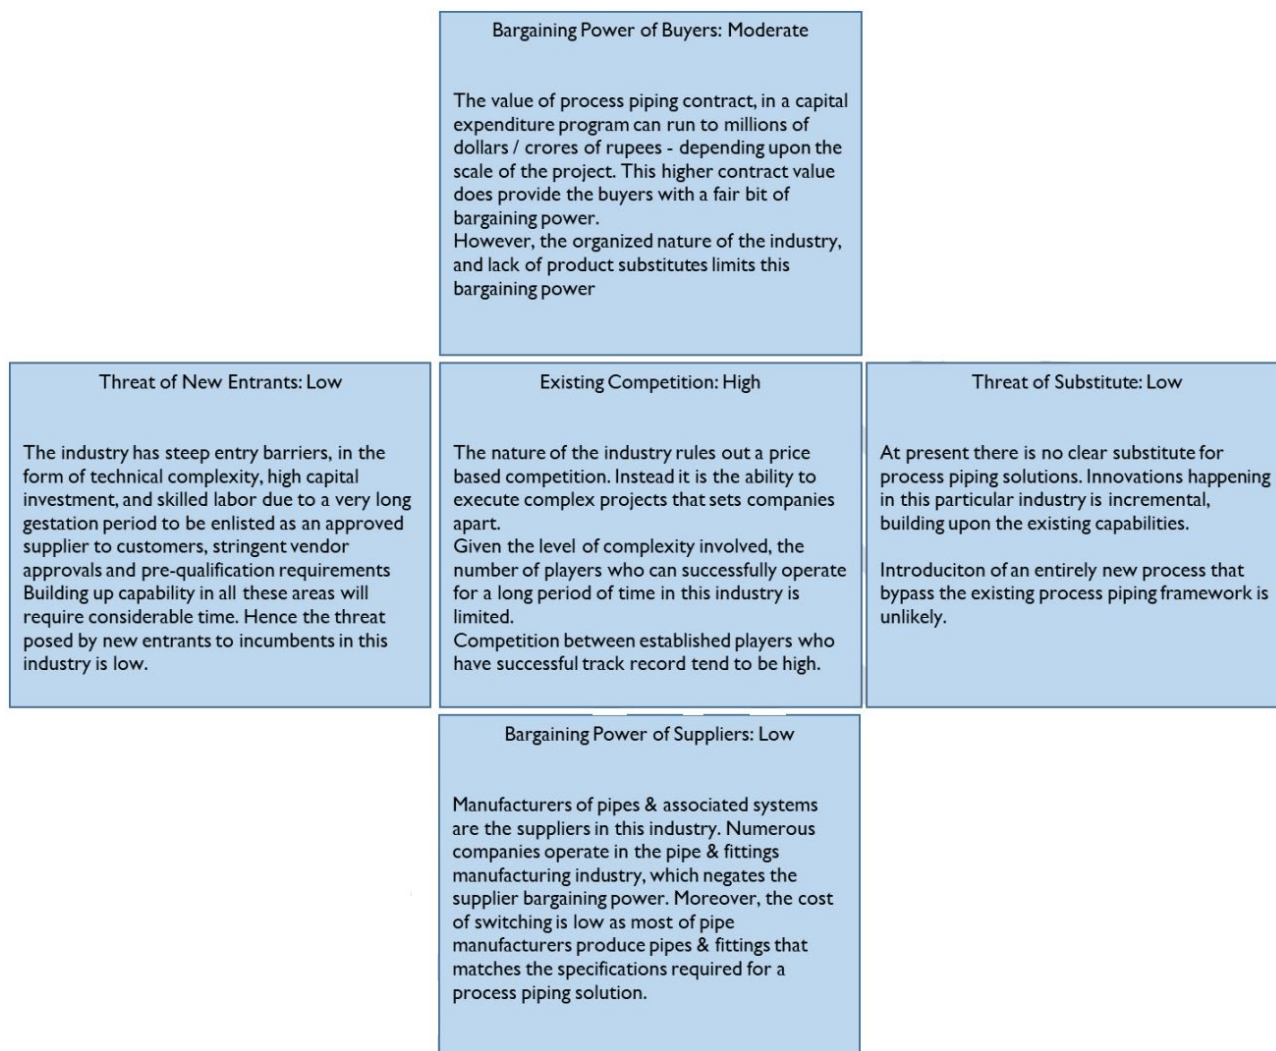 Bargaining Power of Buyers: Moderate
The value of process piping contract, in a capital
expenditure program can run to millions of
dollars / crores of rupees - depending upon the
scale of the project. This higher contract value
does provide the buyers with a fair bit of
bargaining power.
However, the organized nature of the industry,
and lack of product substitutes limits this
bargaining power
Threat of New Entrants: Low
The industry has steep entry barriers, in the
form of technical complexity, high capital
investment, and skilled labor due to a very long
gestation period to be enlisted as an approved
supplier to customers, stringent vendor
approvals and pre-qualification requirements
Building up capability in all these areas will
require considerable time. Hence the threat
posed by new entrants to incumbents in this
industry is low.
Existing Competition: High
The nature of the industry rules out a price
based competition. Instead it is the ability to
execute complex projects that sets companies
apart.
Given the level of complexity involved, the
number of players who can successfully operate
for a long period of time in this industry is
limited.
Competition between established players who
have successful track record tend to be high.
Threat of Substitute: Low
At present there is no clear substitute for
process piping solutions. Innovations happening
in this particular industry is incremental,
building upon the existing capabilities.
Introduciton of an entirely new process that
bypass the existing process piping framework is
unlikely.
Bargaining Power of Suppliers: Low
Manufacturers of pipes & associated systems
are the suppliers in this industry. Numerous
companies operate in the pipe & fittings
manufacturing industry, which negates the
supplier bargaining power. Moreover, the cost
of switching is low as most of pipe
manufacturers produce pipes & fittings that
matches the specifications required for a
process piping solution.